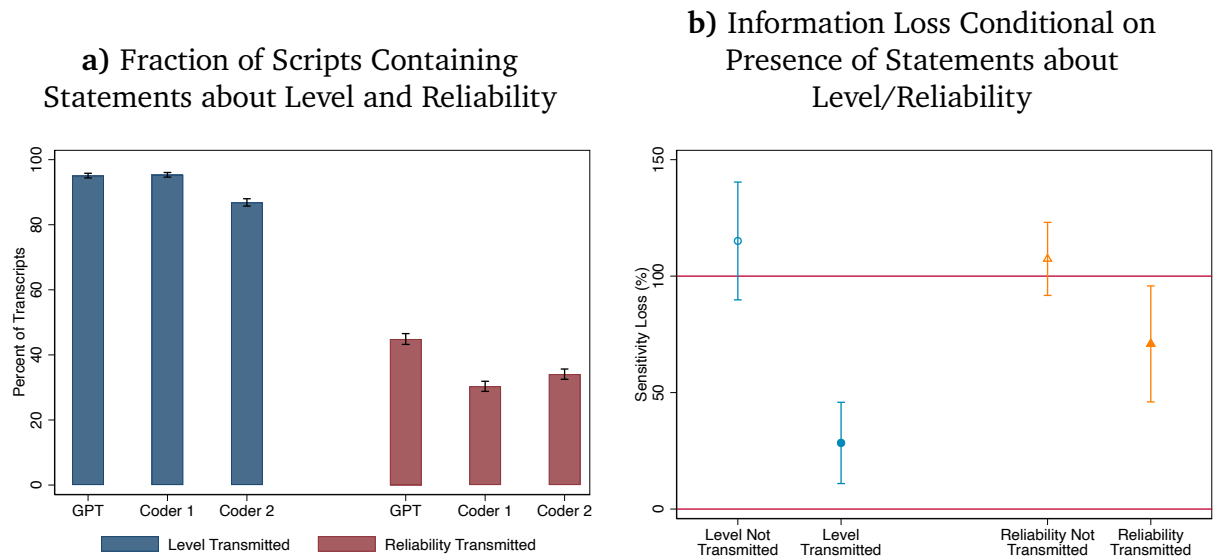 a) Fraction of Scripts Containing
Statements about Level and Reliability
Percent of Transcripts
100
80
60
40
20
0
GPT
Coder 1
Coder 2
GPT
Coder 1
Coder 2
Level Transmitted
Reliability Transmitted
b) Information Loss Conditional on
Presence of Statements about
Level/Reliability
Sensitivity Loss (%)
150
100
50
0
Level Not
Transmitted
Level
Transmitted
Reliability Not
Transmitted
Reliability
Transmitted